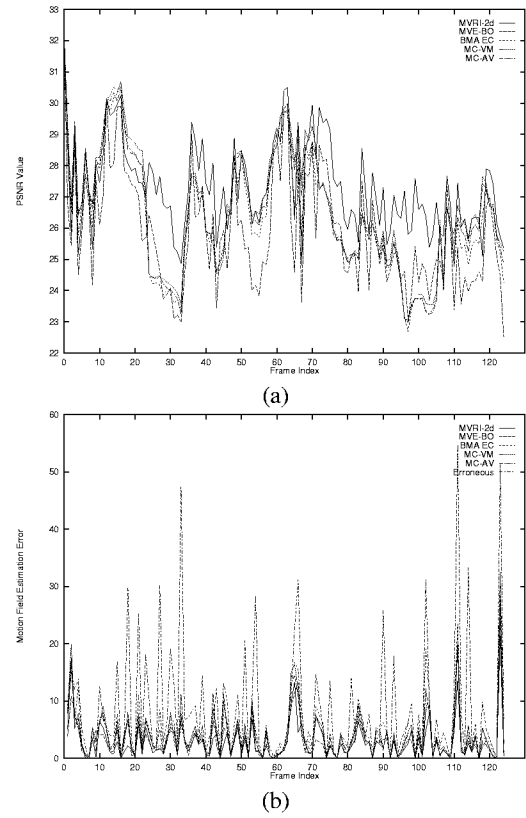 MVRI-2d
MVE-BO
BMA EC
MC-VM
MC-AV
33
32
31
30
29
28
27
26
25
24
23
22
PSNR Value
0 10 20 30 40 50 60 70 80 90 100 110 120
Frame Index
(a)
MVRI-2d
MVE-BO
BMA EC
MC-VM
MC-AV
Erroneous
60
50
40
30
20
10
0
Motion Field Estimation Error
0 10 20 30 40 50 60 70 80 90 100 110 120
Frame Index
(b)